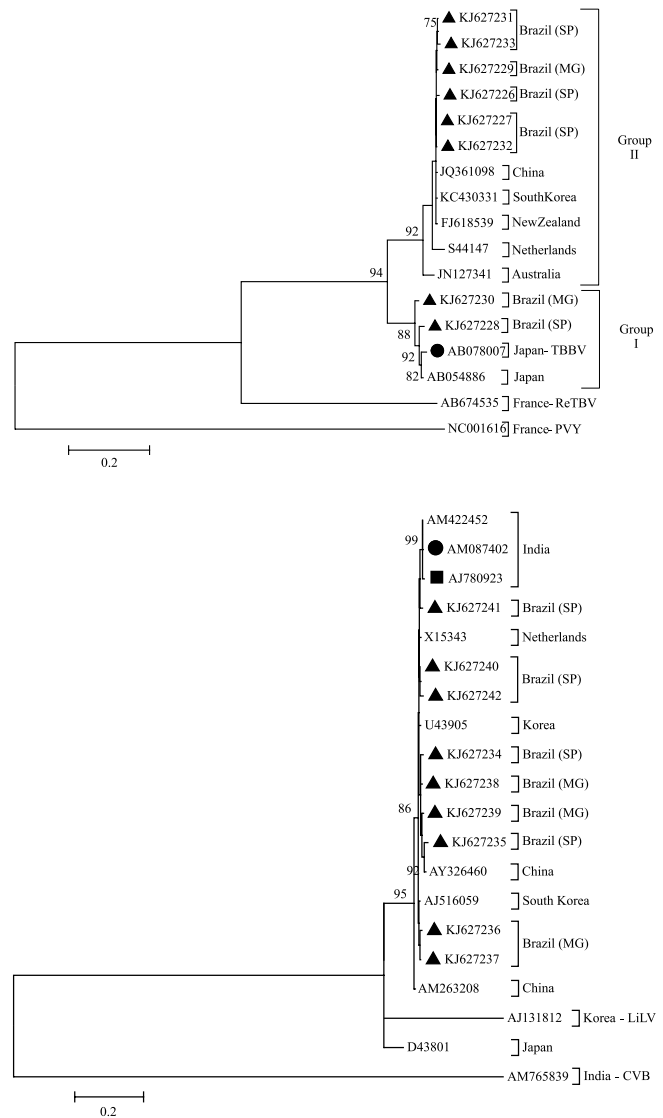 75
KJ627231
Brazil (SP)
KJ627233
KJ627229 Brazil (MG)
KJ627226 Brazil (SP)
KJ627227
Brazil (SP)
KJ627232
Group
II
JQ361098 China
KC430331 SouthKorea
FJ618539 NewZealand
92
S44147 Netherlands
94
JN127341 Australia
KJ627230 Brazil (MG)
88
KJ627228 Brazil (SP)
Group
I
92
AB078007 Japan- TBBV
82
AB054886 Japan
AB674535 France- ReTBV
NC001616 France- PVY
0.2
AM422452
99
AM087402 India
AJ780923
KJ627241 Brazil (SP)
X15343 Netherlands
KJ627240
Brazil (SP)
KJ627242
U43905 Korea
KJ627234 Brazil (SP)
KJ627238 Brazil (MG)
86
KJ627239 Brazil (MG)
KJ627235 Brazil (SP)
92
AY326460 China
95
AJ516059 South Korea
KJ627236
Brazil (MG)
KJ627237
AM263208 China
AJ131812 Korea - LiLV
D43801 Japan
AM765839 India - CVB
0.2